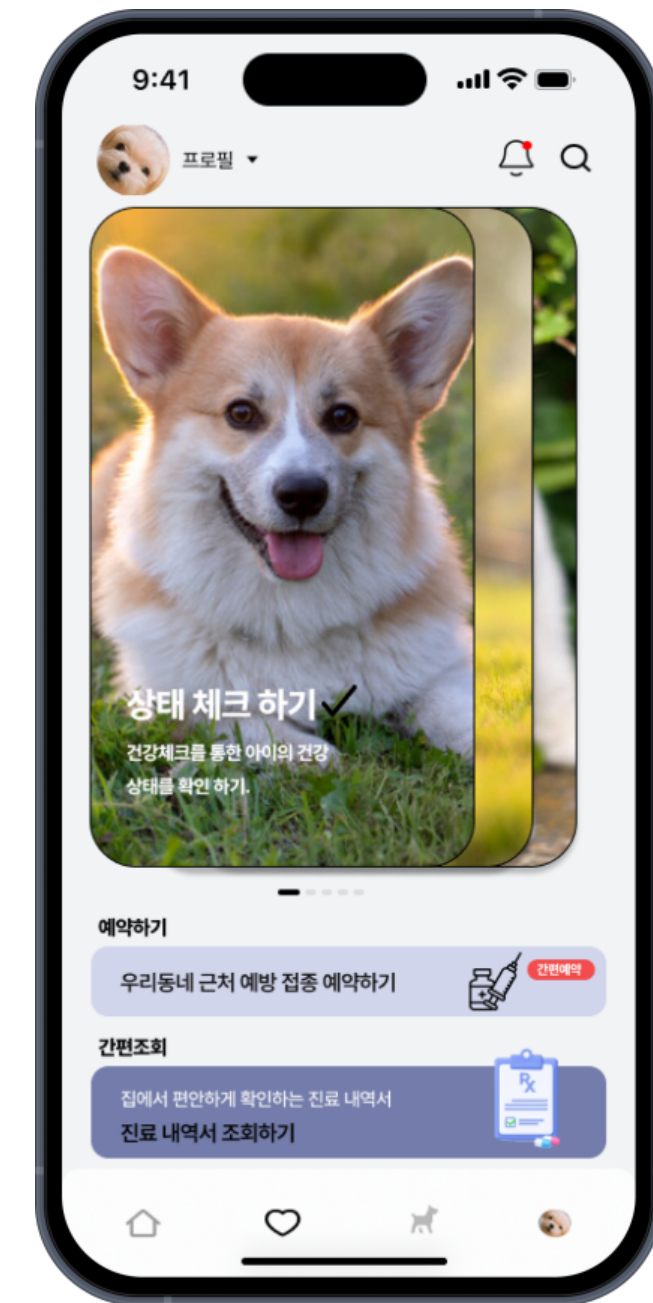 9:41
프로필
상태 체크 하기
건강체크를 통한 아이의 건강
상태를 확인 하기.
예약하기
우리동네 근처 예방 접종 예약하기
간편예약
간편조회
Rx
집에서 편안하게 확인하는 진료 내역서
진료 내역서 조회하기